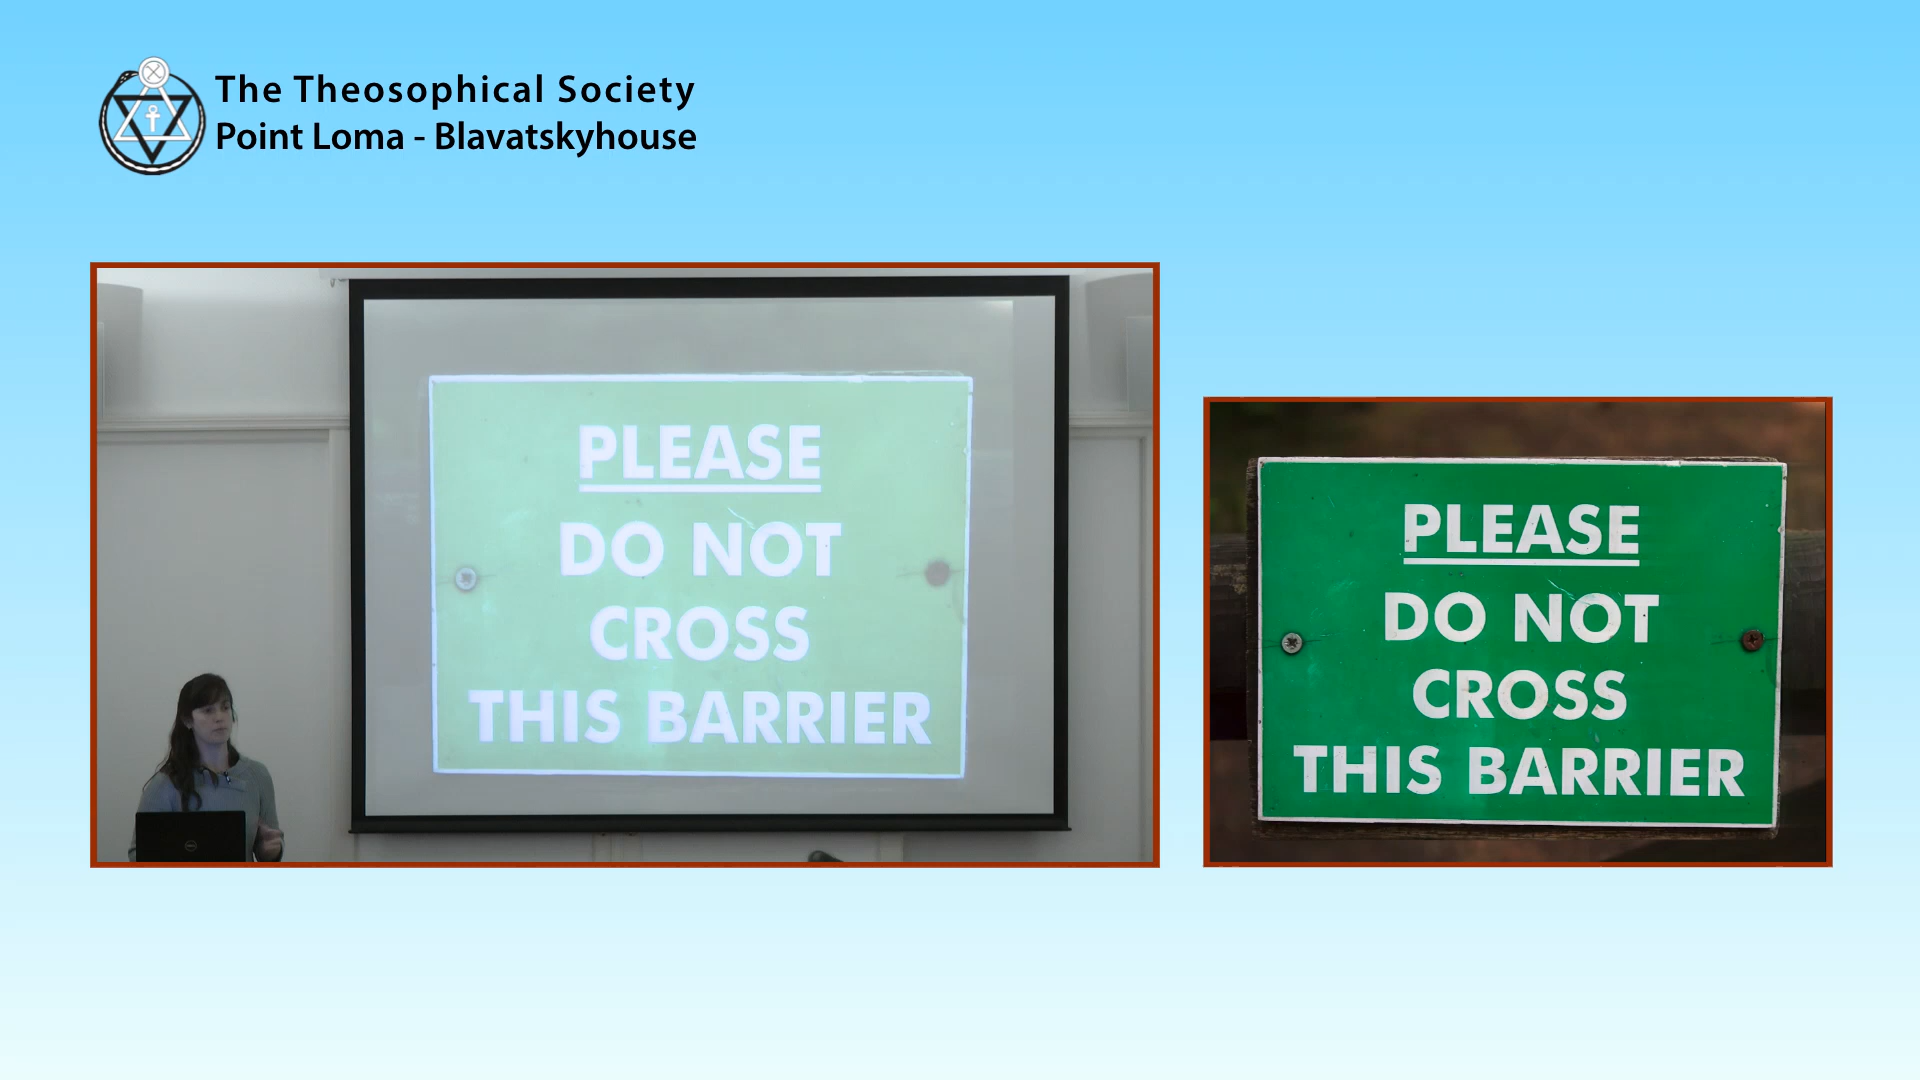 The Theosophical Society
Point Loma - Blavatskyhouse
PLEASE
DO NOT
CROSS
THIS BARRIER
PLEASE
DO NOT
CROSS
THIS BARRIER